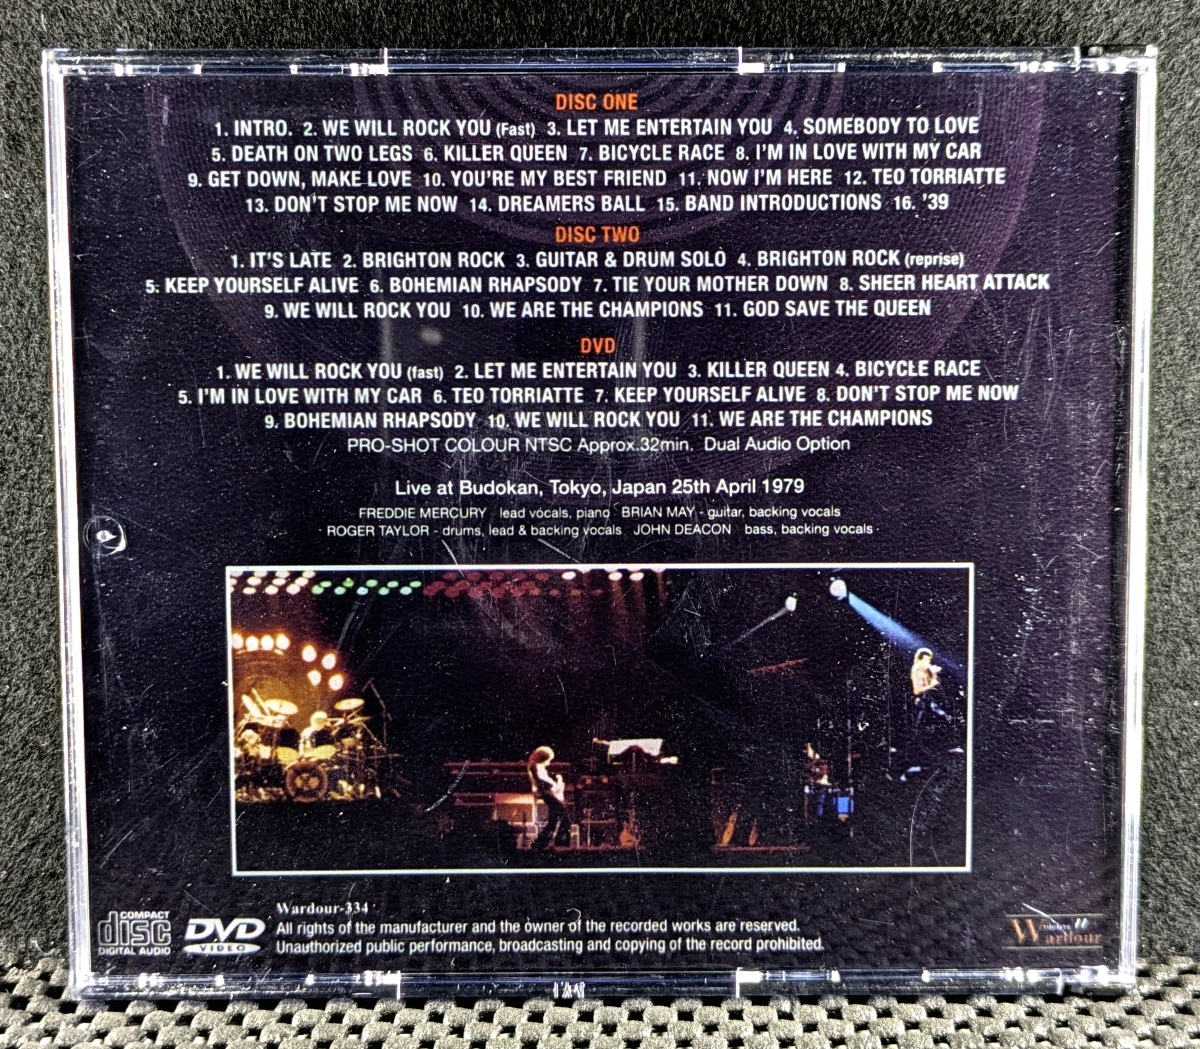 DISC ONE
1. INTRO. 2. WE WILL ROCK YOU (Fast) 3. LET ME ENTERTAIN YOU 4. SOMEBODY TO LOVE
5. DEATH ON TWO LEGS 6. KILLER QUEEN 7. BICYCLE RACE 8. I'M IN LOVE WITH MY CAR
9. GET DOWN, MAKE LOVE 10. YOU'RE MY BEST FRIEND 11. NOW I'M HERE 12. TEO TORRIATTE
13. DON'T STOP ME NOW 14. DREAMERS BALL 15. BAND INTRODUCTIONS 16. '39
DISC TWO
1. IT'S LATE 2. BRIGHTON ROCK 3. GUITAR & DRUM SOLO 4. BRIGHTON ROCK (reprise)
5. KEEP YOURSELF ALIVE 6. BOHEMIAN RHAPSODY 7. TIE YOUR MOTHER DOWN 8. SHEER HEART ATTACK
9. WE WILL ROCK YOU 10. WE ARE THE CHAMPIONS 11. GOD SAVE THE QUEEN
DVD
1. WE WILL ROCK YOU (fast) 2. LET ME ENTERTAIN YOU 3. KILLER QUEEN 4. BICYCLE RACE
5. I'M IN LOVE WITH MY CAR 6. TEO TORRIATTE 7. KEEP YOURSELF ALIVE 8. DON'T STOP ME NOW
9. BOHEMIAN RHAPSODY 10. WE WILL ROCK YOU 11. WE ARE THE CHAMPIONS
PRO-SHOT COLOUR NTSC Approx.32min. Dual Audio Option
Live at Budokan, Tokyo, Japan 25th April 1979
FREDDIE MERCURY lead vocals, piano BRIAN MAY - guitar, backing vocals
ROGER TAYLOR - drums, lead & backing vocals JOHN DEACON bass, backing vocals
Wardour-334
COMPACT
disc
DIGITAL AUDIO
DVD
VIDEO
All rights of the manufacturer and the owner of the recorded works are reserved.
Unauthorized public performance, broadcasting and copying of the record prohibited.
Wardour